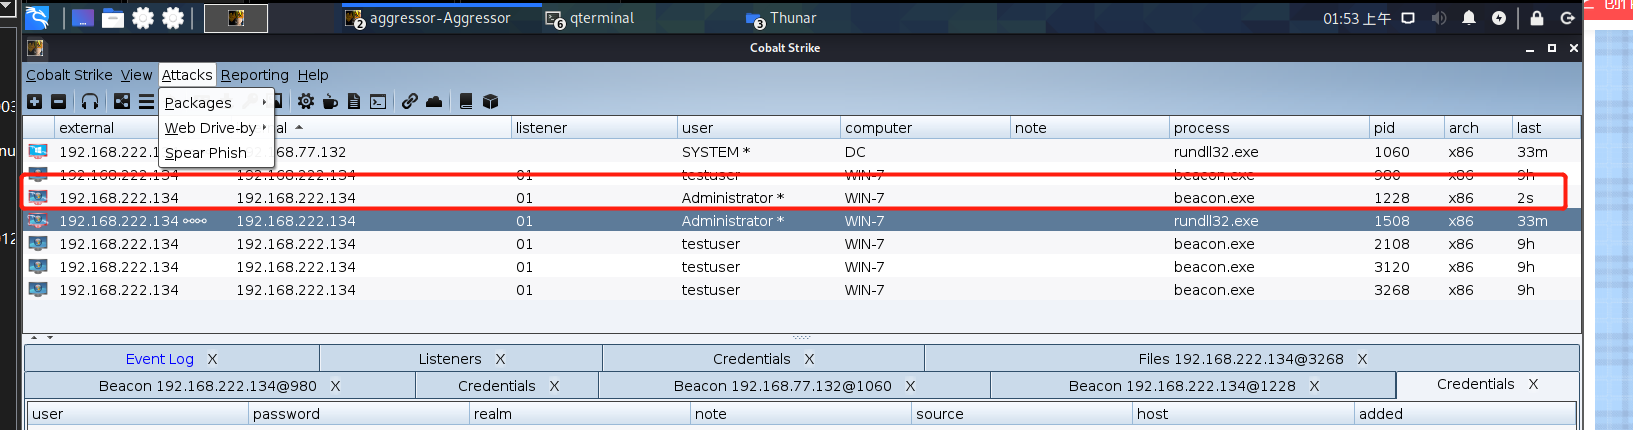 2 aggressor-Aggressor 6 qterminal 3 Thunar 01:53 上午
Cobalt Strike
Cobalt Strike View Attacks Reporting Help
Packages
Web Drive-by
Spear Phish
external al listener user computer note process pid arch last
192.168.222.1 68.77.132 SYSTEM * DC rundll32.exe 1060 x86 33m
192.168.222.134 192.168.222.134 01 testuser WIN-7 beacon.exe 980 x86 9h
192.168.222.134 192.168.222.134 01 Administrator * WIN-7 beacon.exe 1228 x86 2s
192.168.222.134 192.168.222.134 01 Administrator * WIN-7 rundll32.exe 1508 x86 33m
192.168.222.134 192.168.222.134 01 testuser WIN-7 beacon.exe 2108 x86 9h
192.168.222.134 192.168.222.134 01 testuser WIN-7 beacon.exe 3120 x86 9h
192.168.222.134 192.168.222.134 01 testuser WIN-7 beacon.exe 3268 x86 9h
Event Log X Listeners X Credentials X Files 192.168.222.134@3268 X
Beacon 192.168.222.134@980 X Credentials X Beacon 192.168.77.132@1060 X Beacon 192.168.222.134@1228 X Credentials X
user password realm note source host added